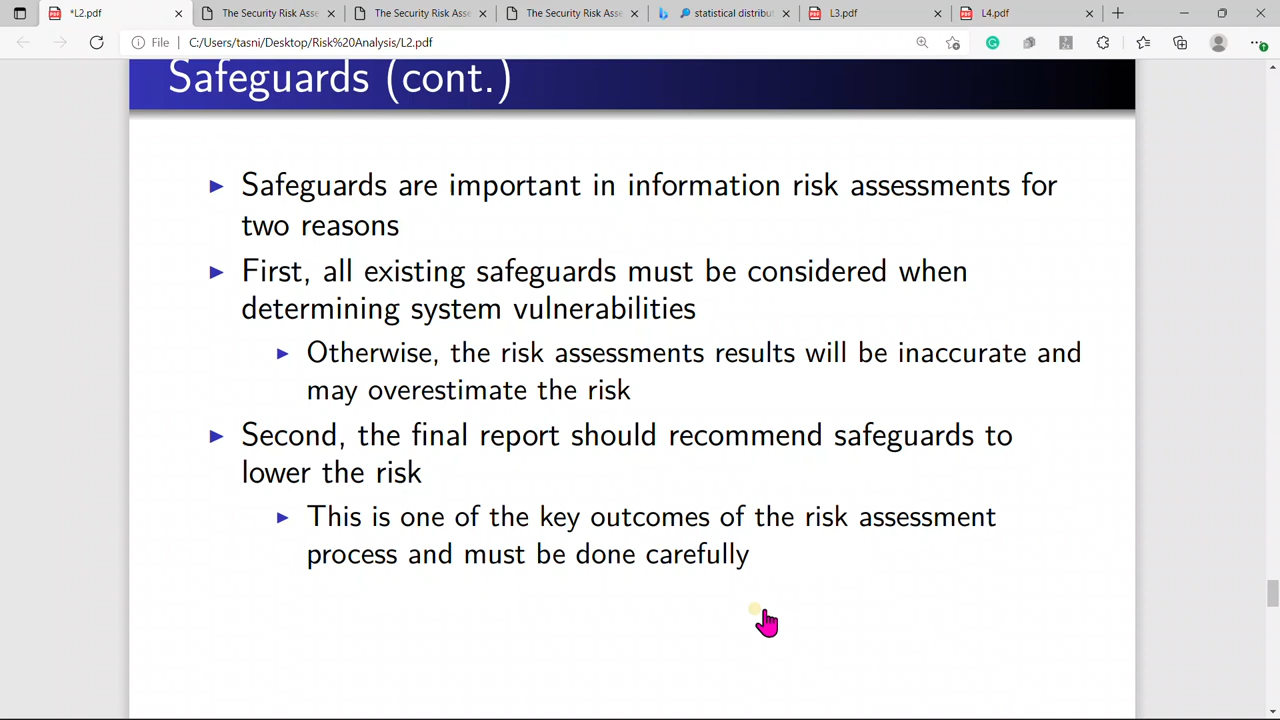 *L2.pdf
The Security Risk Asse
The Security Risk Asse
The Security Risk Asse
statistical distribut
L3.pdf
L4.pdf
File
C:/Users/tasni/Desktop/Risk%20Analysis/L2.pdf
Safeguards (cont.)
Safeguards are important in information risk assessments for
two reasons
First, all existing safeguards must be considered when
determining system vulnerabilities
Otherwise, the risk assessments results will be inaccurate and
may overestimate the risk
Second, the final report should recommend safeguards to
lower the risk
This is one of the key outcomes of the risk assessment
process and must be done carefully